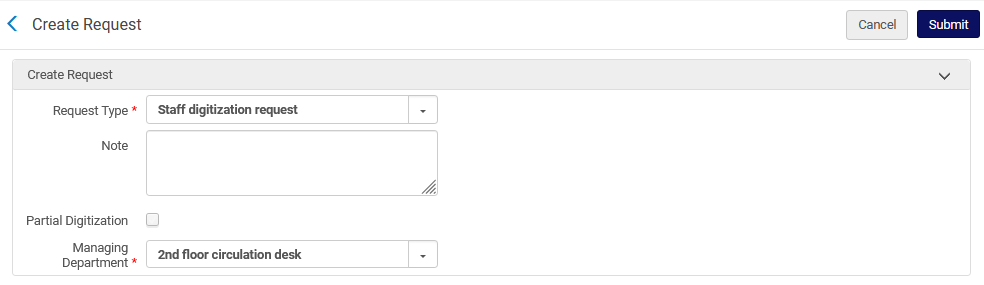 Create Request
Cancel
Submit
Create Request
Request Type *
Staff digitization request
Note
Partial Digitization
Managing
Department *
2nd floor circulation desk